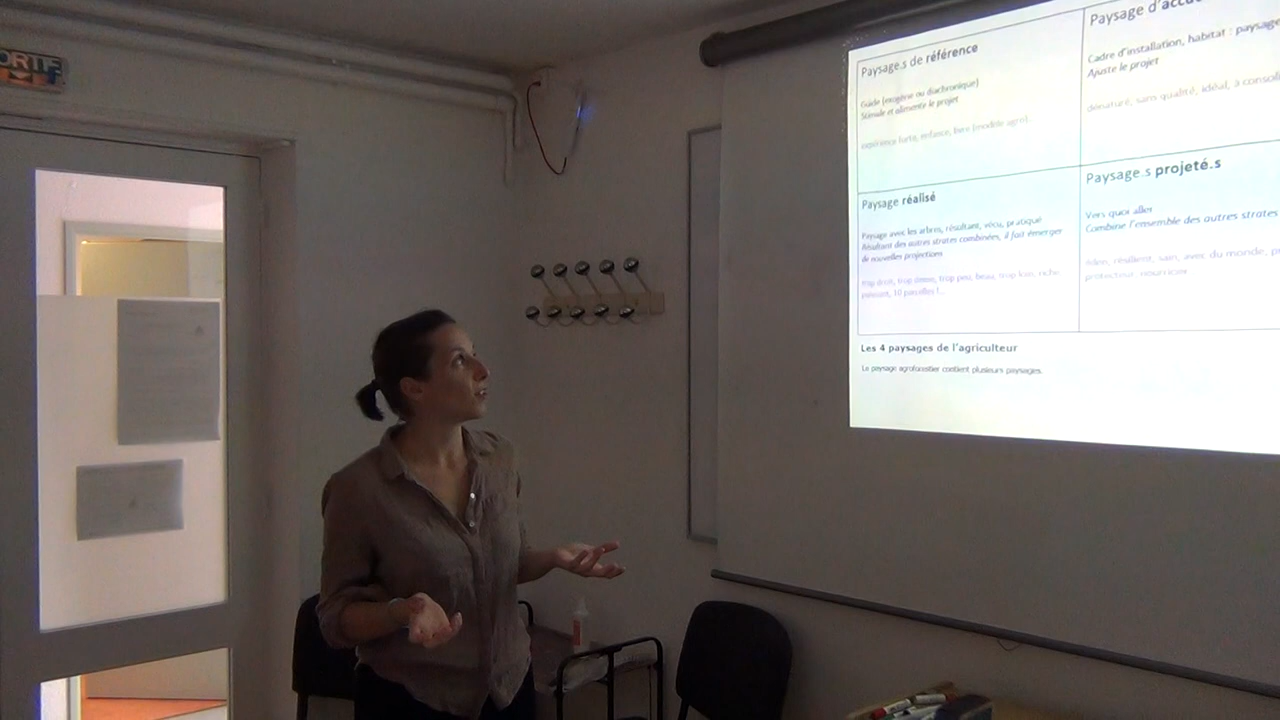 ORTIE
Paysage.s de référence
Guide (exogène ou diachronique)
Stimule et alimente le projet
expérience forte, enfance, livre (modèle agro)..
Paysage d'accu
Cadre d'installation, habitat : paysage
Ajuste le projet
dénaturé, sans qualité, idéal, à consoli
Paysage réalisé
Paysage avec les arbres, résultant, vécu, pratiqué
Résultant des autres strates combinées, il fait émerger
de nouvelles projections
trop droit, trop dense, trop peu, beau, trop loin, riche
puissant, 10 parcelles !..
Paysage.s projeté.s
Vers quoi aller
Combine l'ensemble des autres strates
résilient, sain, avec du monde, p
protecteur, nourricier
Les 4 paysages de l'agriculteur
Le paysage agroforestier contient plusieurs paysages.